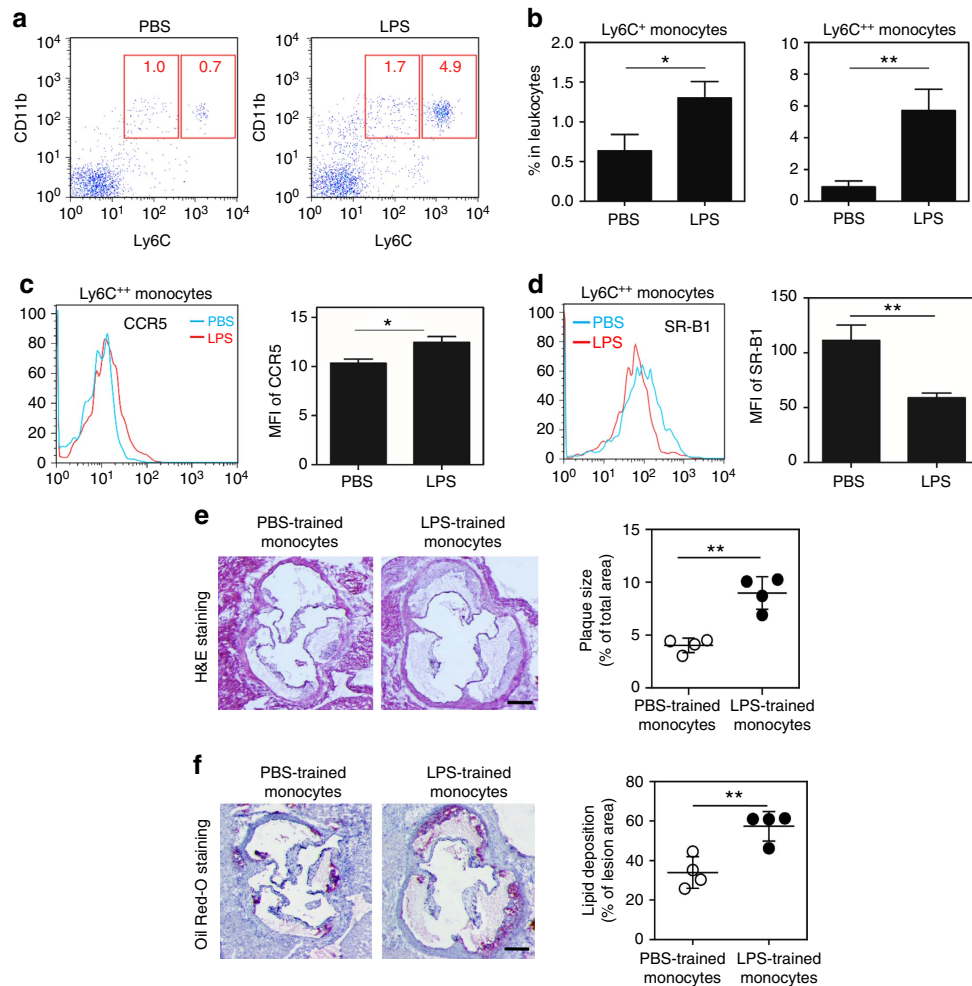 a
PBS
LPS
CD11b
10⁴
10³
10²
10¹
10⁰
1.0
0.7
10⁰ 10¹ 10² 10³ 10⁴
Ly6C
CD11b
10⁴
10³
10²
10¹
10⁰
1.7
4.9
10⁰ 10¹ 10² 10³ 10⁴
Ly6C
b
Ly6C⁺ monocytes
% in leukocytes
2.0
1.5
1.0
0.5
0.0
*
PBS
LPS
Ly6C⁺⁺ monocytes
10
8
6
4
2
0
**
PBS
LPS
c
Ly6C⁺⁺ monocytes
100
80
60
40
20
0
CCR5
PBS
LPS
10⁰ 10¹ 10² 10³ 10⁴
MFI of CCR5
15
10
5
0
*
PBS
LPS
d
Ly6C⁺⁺ monocytes
100
80
60
40
20
0
PBS
LPS
SR-B1
10⁰ 10¹ 10² 10³ 10⁴
MFI of SR-B1
150
100
50
0
**
PBS
LPS
e
PBS-trained
monocytes
LPS-trained
monocytes
H&E staining
Plaque size
(% of total area)
15
10
5
0
**
PBS-trained
monocytes
LPS-trained
monocytes
f
PBS-trained
monocytes
LPS-trained
monocytes
Oil Red-O staining
Lipid deposition
(% of lesion area)
80
60
40
20
0
**
PBS-trained
monocytes
LPS-trained
monocytes